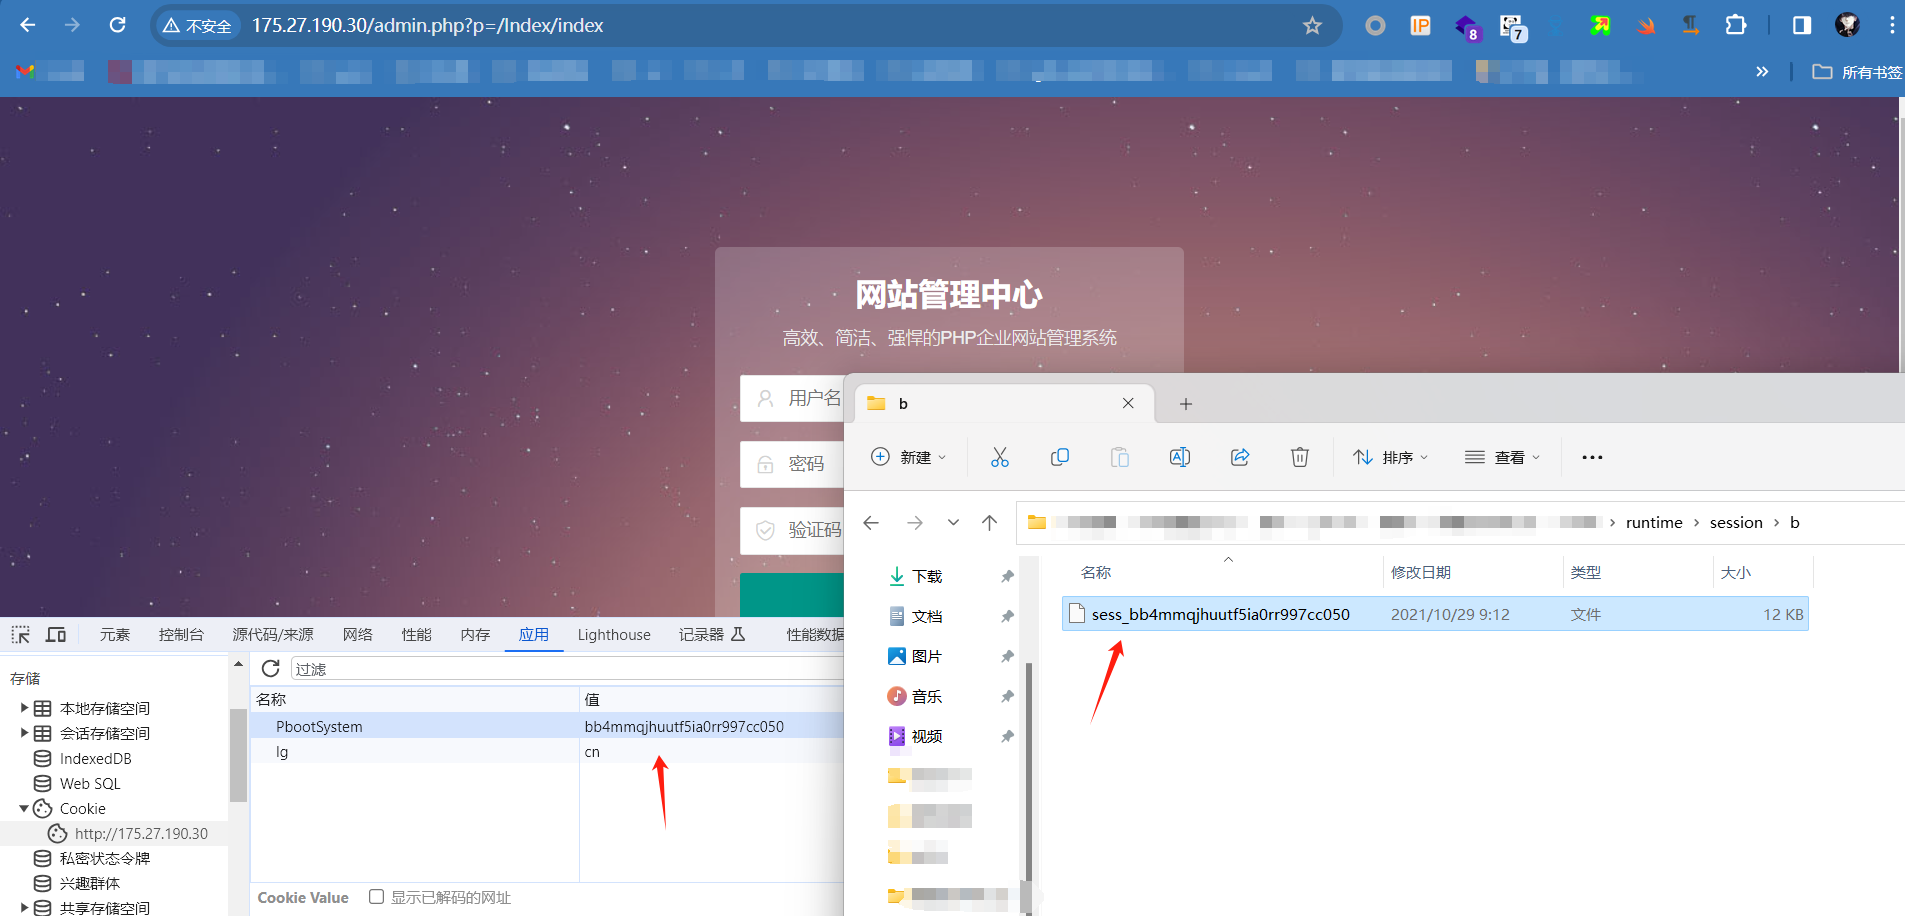 不安全 175.27.190.30/admin.php?p=/Index/index IP 8 7
» 所有书签
网站管理中心
高效、简洁、强悍的PHP企业网站管理系统
用户名
密码
验证码
b
新建 排序 查看
runtime session b
下载
文档
图片
音乐
视频
名称 修改日期 类型 大小
sess_bb4mmqjhuutf5ia0rr997cc050 2021/10/29 9:12 文件 12 KB
元素 控制台 源代码/来源 网络 性能 内存 应用 Lighthouse 记录器 性能数据
存储
本地存储空间
会话存储空间
IndexedDB
Web SQL
Cookie
http://175.27.190.30
私密状态令牌
兴趣群体
共享存储空间
过滤
名称 值
PbootSystem bb4mmqjhuutf5ia0rr997cc050
lg cn
Cookie Value 显示已解码的网址